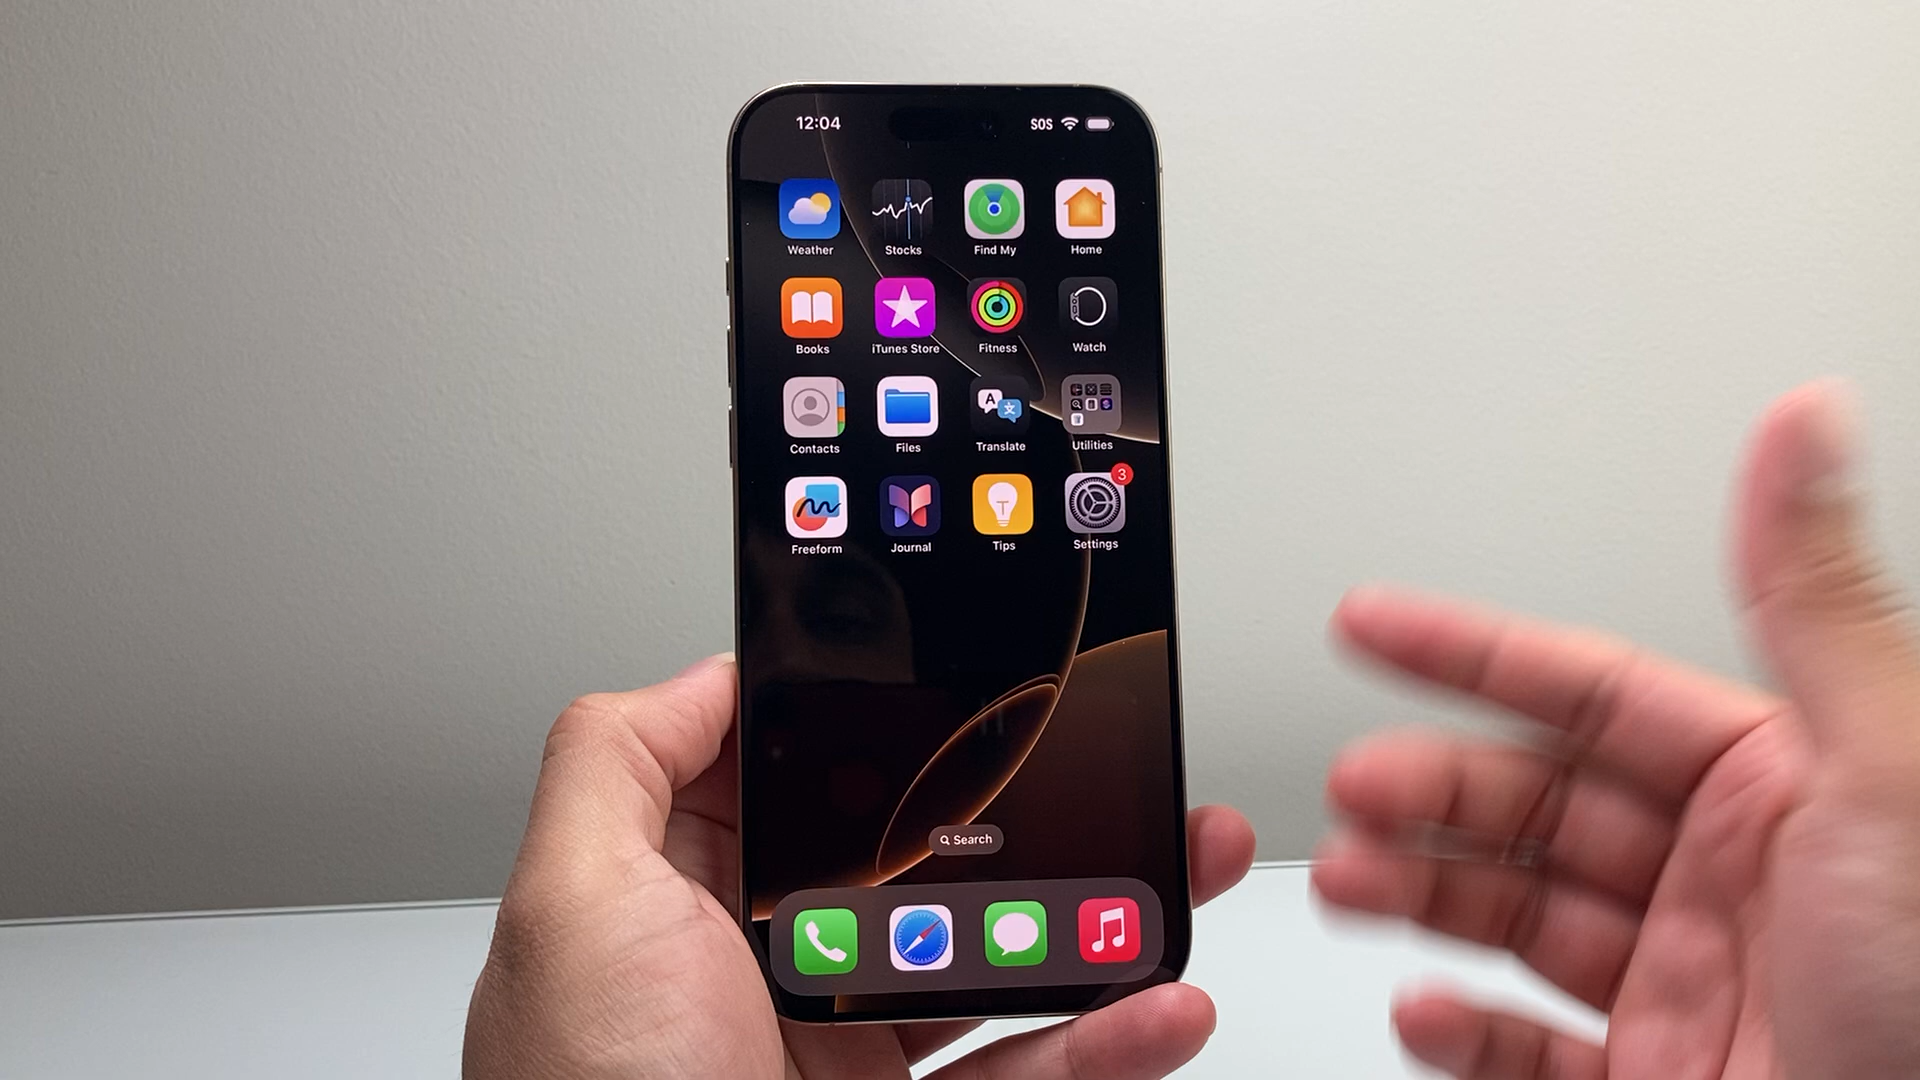 12:04 SOS
Weather Stocks Find My Home
Books iTunes Store Fitness Watch
Contacts Files Translate Utilities
A 文
3
Freeform Journal Tips Settings
Search